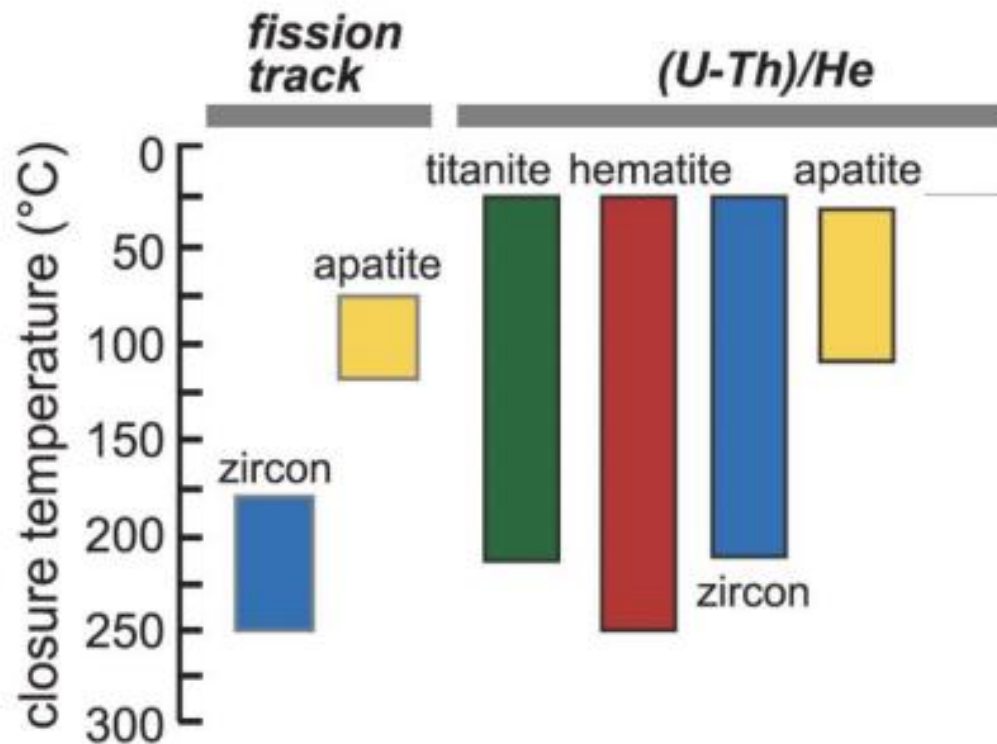 fission
track
(U-Th)/He
closure temperature (°C)
0
50
100
150
200
250
300
titanite hematite apatite
apatite
zircon
zircon